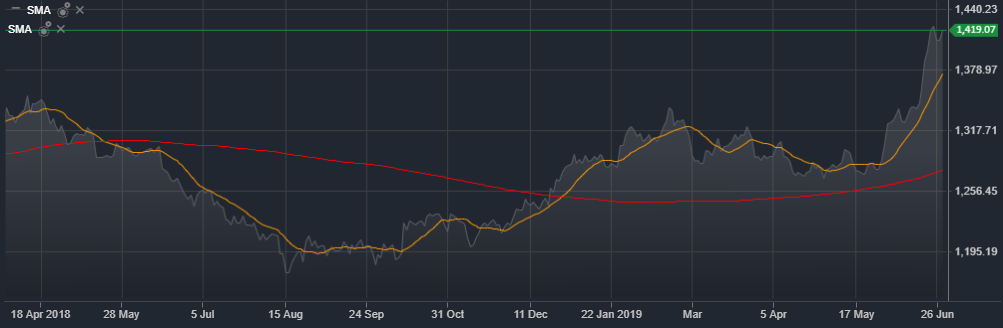 SMA
SMA
1,440.23
1,419.07
1,378.97
1,317.71
1,256.45
1,195.19
18 Apr 2018 28 May 5 Jul 15 Aug 24 Sep 31 Oct 11 Dec 22 Jan 2019 Mar 5 Apr 17 May 26 Jun